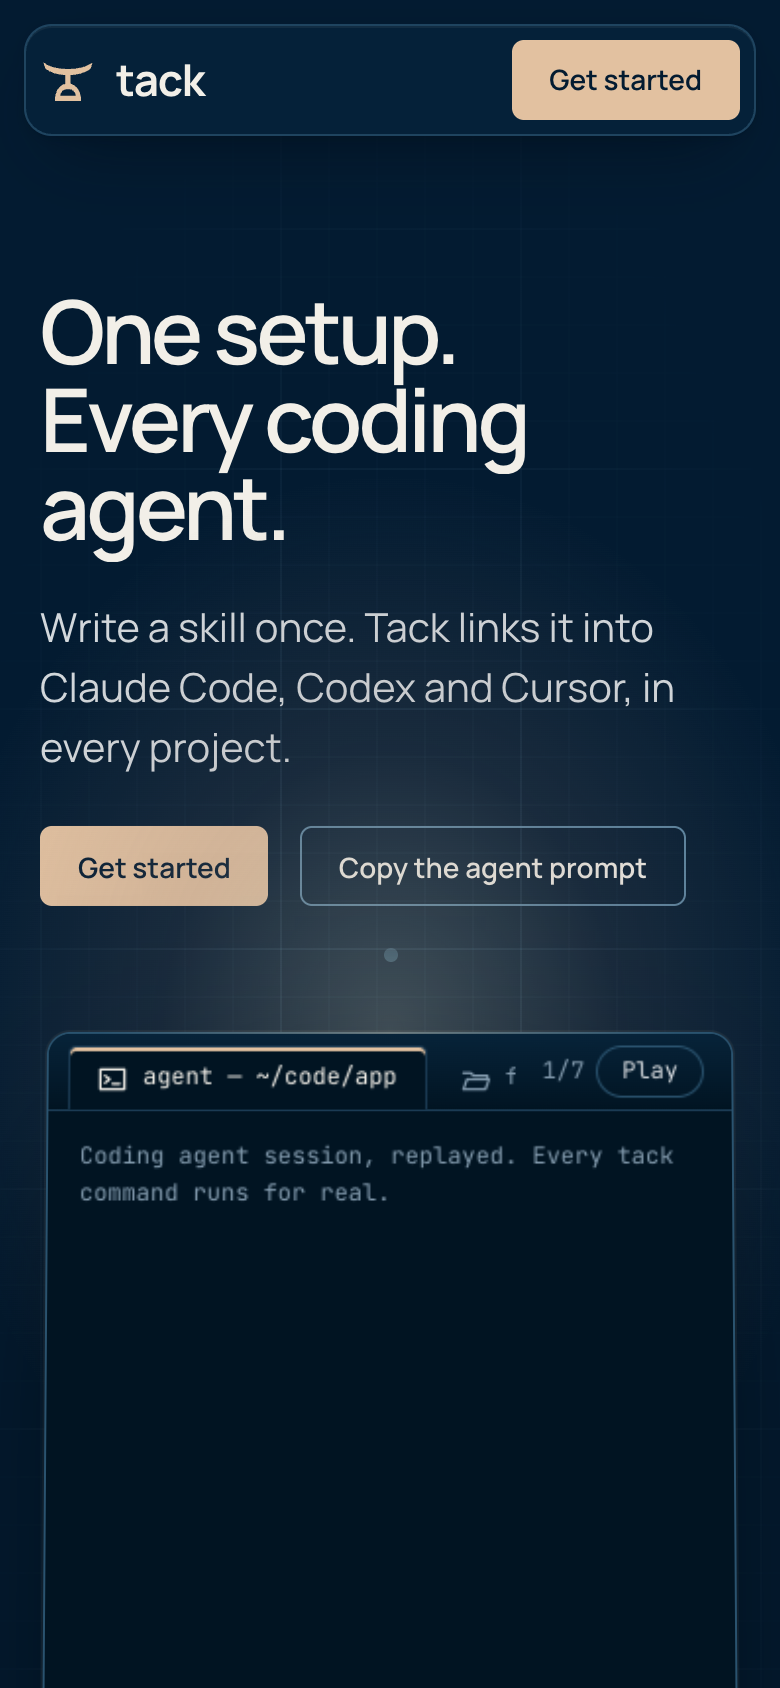 tack
Get started
One setup.
Every coding
agent.
Write a skill once. Tack links it into
Claude Code, Codex and Cursor, in
every project.
Get started
Copy the agent prompt
agent — ~/code/app
f
1/7
Play
Coding agent session, replayed. Every tack
command runs for real.